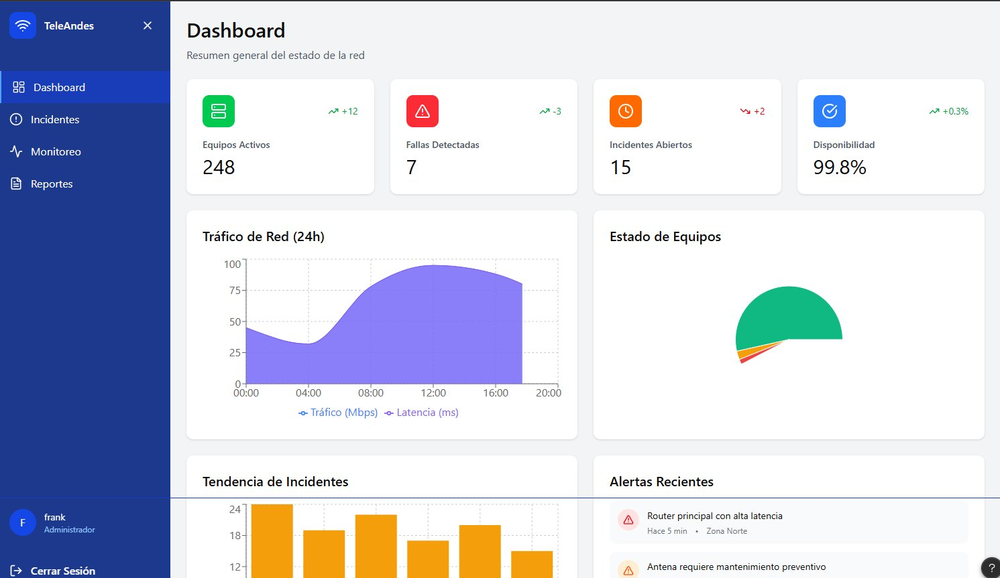 TeleAndes
Dashboard
Incidentes
Monitoreo
Reportes
F
frank
Administrador
Cerrar Sesión
Dashboard
Resumen general del estado de la red
+12
Equipos Activos
248
-3
Fallas Detectadas
7
+2
Incidentes Abiertos
15
+0.3%
Disponibilidad
99.8%
Tráfico de Red (24h)
100
75
50
25
0
00:00 04:00 08:00 12:00 16:00 20:00
Tráfico (Mbps) Latencia (ms)
Estado de Equipos
Tendencia de Incidentes
24
18
12
Alertas Recientes
Router principal con alta latencia
Hace 5 min • Zona Norte
Antena requiere mantenimiento preventivo
?